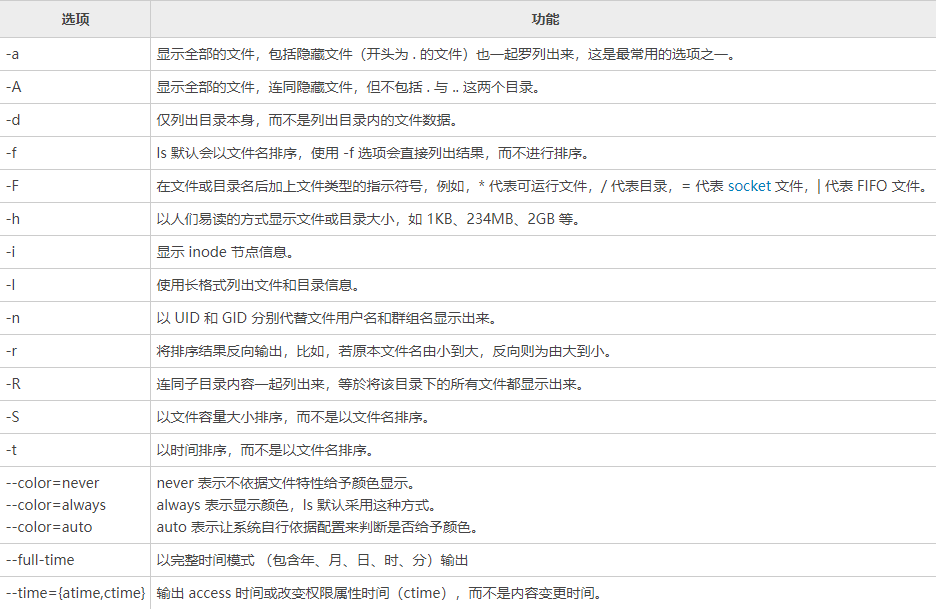 选项 功能
-a 显示全部的文件，包括隐藏文件（开头为 . 的文件）也一起罗列出来，这是最常用的选项之一。
-A 显示全部的文件，连同隐藏文件，但不包括 . 与 .. 这两个目录。
-d 仅列出目录本身，而不是列出目录内的文件数据。
-f ls 默认会以文件名排序，使用 -f 选项会直接列出结果，而不进行排序。
-F 在文件或目录名后加上文件类型的指示符号，例如，* 代表可运行文件，/ 代表目录，= 代表 socket 文件，| 代表 FIFO 文件。
-h 以人们易读的方式显示文件或目录大小，如 1KB、234MB、2GB 等。
-i 显示 inode 节点信息。
-l 使用长格式列出文件和目录信息。
-n 以 UID 和 GID 分别代替文件用户名和群组名显示出来。
-r 将排序结果反向输出，比如，若原本文件名由小到大，反向则为由大到小。
-R 连同子目录内容一起列出来，等於将该目录下的所有文件都显示出来。
-S 以文件容量大小排序，而不是以文件名排序。
-t 以时间排序，而不是以文件名排序。
--color=never never 表示不依据文件特性给予颜色显示。
--color=always always 表示显示颜色，ls 默认采用这种方式。
--color=auto auto 表示让系统自行依据配置来判断是否给予颜色。
--full-time 以完整时间模式 （包含年、月、日、时、分）输出
--time={atime,ctime} 输出 access 时间或改变权限属性时间（ctime），而不是内容变更时间。